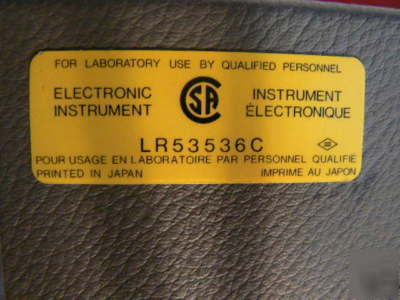 FOR LABORATORY USE BY QUALIFIED PERSONNEL
ELECTRONIC INSTRUMENT
CSA
INSTRUMENT ÉLECTRONIQUE
LR53536C
POUR USAGE EN LABORATOIRE PAR PERSONNEL QUALIFIE
PRINTED IN JAPAN IMPRIME AU JAPON